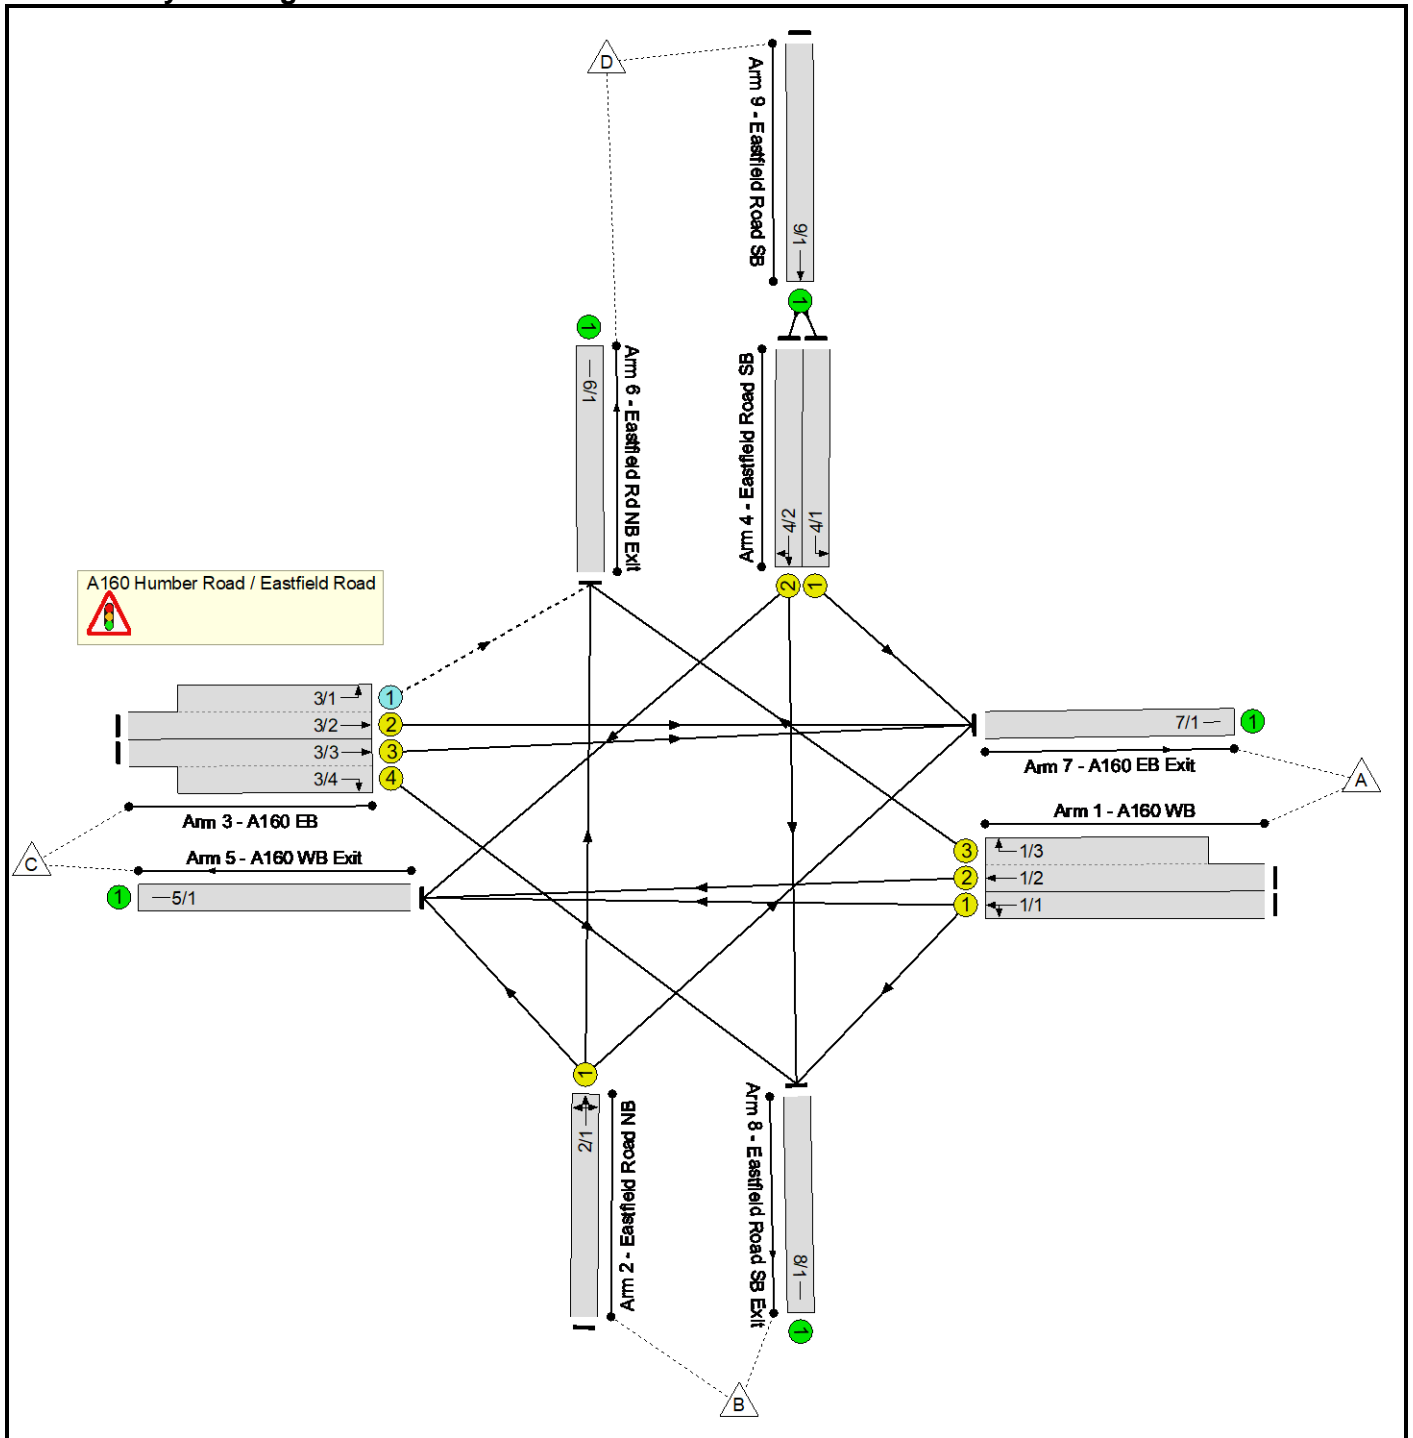 D
Arm 9 - Eastfield Road SB
9/1
1
1
Arm 6 - Eastfield Rd NB Exit
6/1
Arm 4 - Eastfield Road SB
4/2
4/1
2
1
A160 Humber Road / Eastfield Road
3/1
1
3/2
2
3/3
3
3/4
4
Arm 3 - A160 EB
7/1
1
Arm 7 - A160 EB Exit
A
Arm 1 - A160 WB
C
Arm 5 - A160 WB Exit
1
5/1
3
1/3
2
1/2
1
1/1
1
2/1
Arm 2 - Eastfield Road NB
Arm 8 - Eastfield Road SB Exit
8/1
1
B